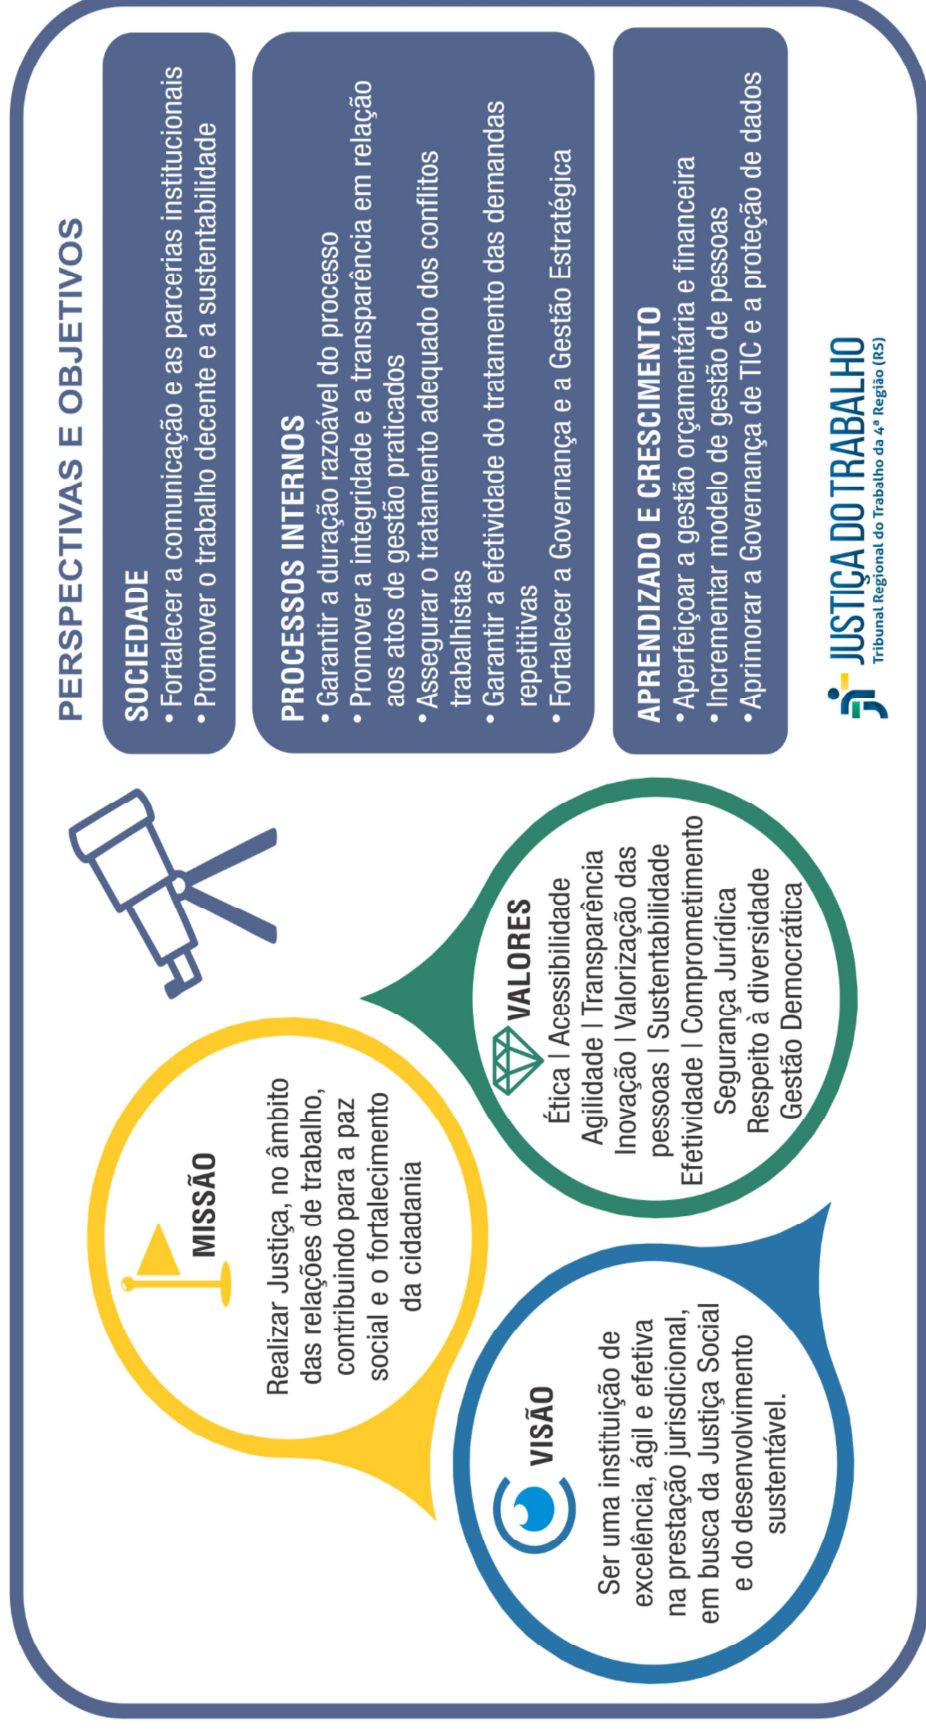 MISSÃO
Realizar Justiça, no âmbito
das relações de trabalho,
contribuindo para a paz
social e o fortalecimento
da cidadania
VISÃO
Ser uma instituição de
excelência, ágil e efetiva
na prestação jurisdicional,
em busca da Justiça Social
e do desenvolvimento
sustentável.
VALORES
Ética | Acessibilidade
Agilidade | Transparência
Inovação | Valorização das
pessoas | Sustentabilidade
Efetividade | Comprometimento
Segurança Jurídica
Respeito à diversidade
Gestão Democrática
PERSPECTIVAS E OBJETIVOS
SOCIEDADE
• Fortalecer a comunicação e as parcerias institucionais
• Promover o trabalho decente e a sustentabilidade
PROCESSOS INTERNOS
• Garantir a duração razoável do processo
• Promover a integridade e a transparência em relação
aos atos de gestão praticados
• Assegurar o tratamento adequado dos conflitos
trabalhistas
• Garantir a efetividade do tratamento das demandas
repetitivas
• Fortalecer a Governança e a Gestão Estratégica
APRENDIZADO E CRESCIMENTO
• Aperfeiçoar a gestão orçamentária e financeira
• Incrementar modelo de gestão de pessoas
• Aprimorar a Governança de TIC e a proteção de dados
JUSTIÇA DO TRABALHO
Tribunal Regional do Trabalho da 4ª Região (RS)